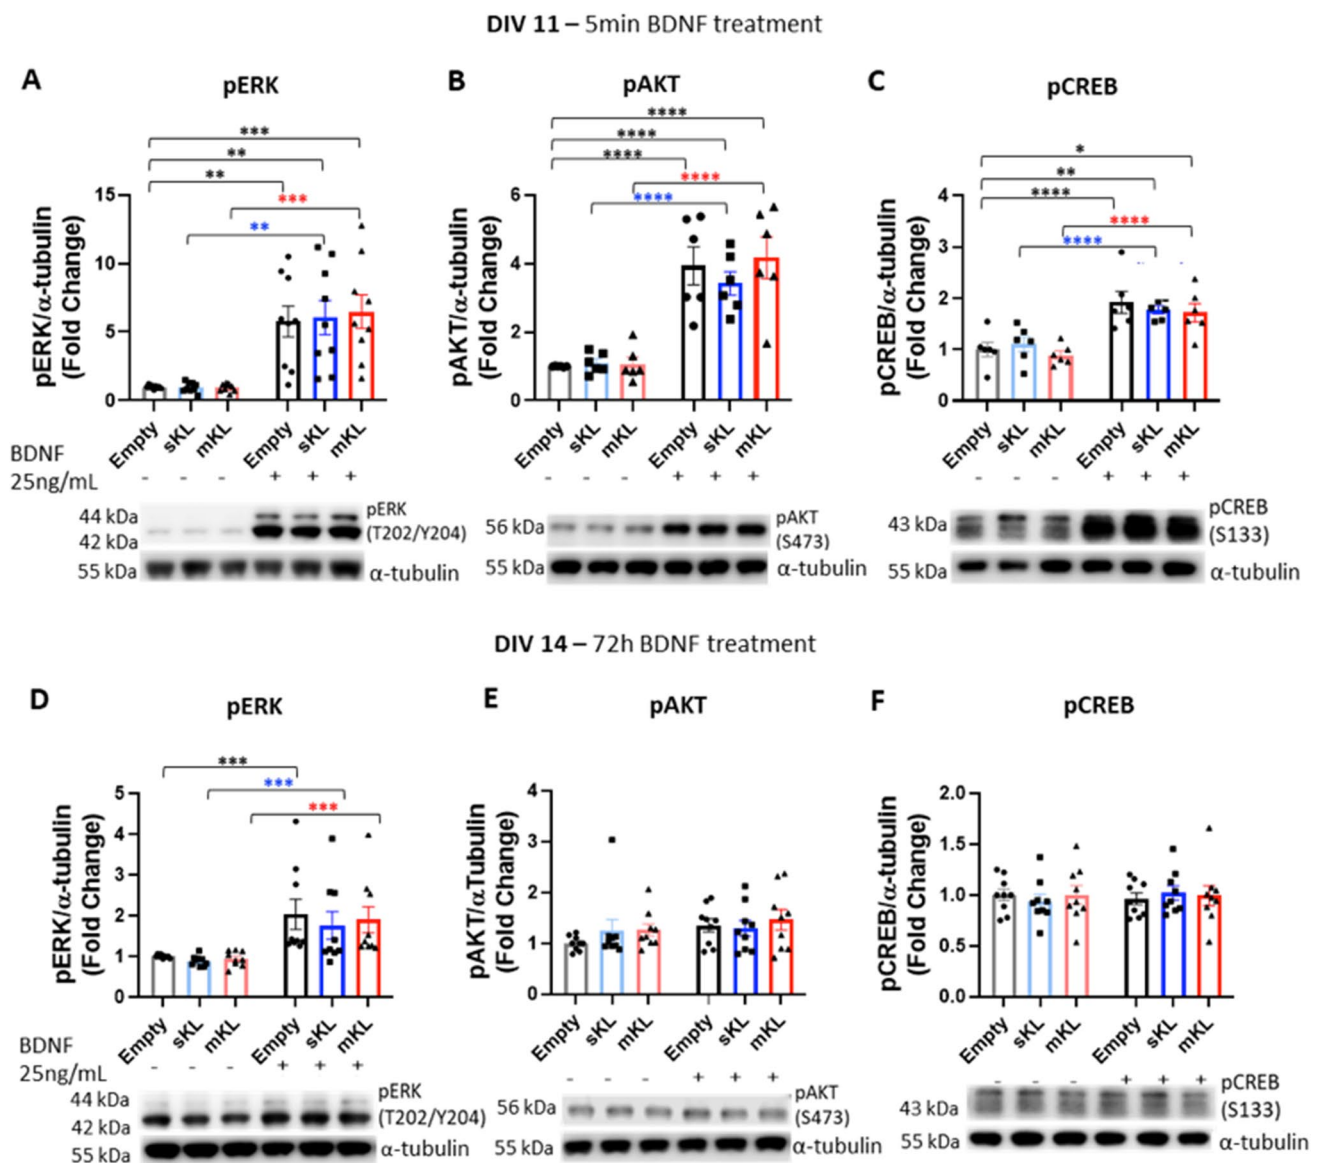 DIV 11 – 5min BDNF treatment
A
pERK
***
**
**
***
**
pERK/α-tubulin
(Fold Change)
15
10
5
0
Empty
sKL
mKL
Empty
sKL
mKL
BDNF
25ng/mL
- - - + + +
44 kDa
42 kDa
pERK
(T202/Y204)
55 kDa
α-tubulin
B
pAKT
****
****
****
****
****
pAKT/α-tubulin
(Fold Change)
6
4
2
0
Empty
sKL
mKL
Empty
sKL
mKL
- - - + + +
56 kDa
pAKT
(S473)
55 kDa
α-tubulin
C
pCREB
*
**
****
****
****
pCREB/α-tubulin
(Fold Change)
4
3
2
1
0
Empty
sKL
mKL
Empty
sKL
mKL
- - - + + +
43 kDa
pCREB
(S133)
55 kDa
α-tubulin
DIV 14 – 72h BDNF treatment
D
pERK
***
***
***
pERK/α-tubulin
(Fold Change)
5
4
3
2
1
0
Empty
sKL
mKL
Empty
sKL
mKL
BDNF
25ng/mL
- - - + + +
44 kDa
42 kDa
pERK
(T202/Y204)
55 kDa
α-tubulin
E
pAKT
pAKT/αTubulin
(Fold Change)
4
3
2
1
0
Empty
sKL
mKL
Empty
sKL
mKL
- - - + + +
56 kDa
pAKT
(S473)
55 kDa
α-tubulin
F
pCREB
pCREB/α-tubulin
(Fold Change)
2.0
1.5
1.0
0.5
0.0
Empty
sKL
mKL
Empty
sKL
mKL
- - - + + +
43 kDa
pCREB
(S133)
55 kDa
α-tubulin